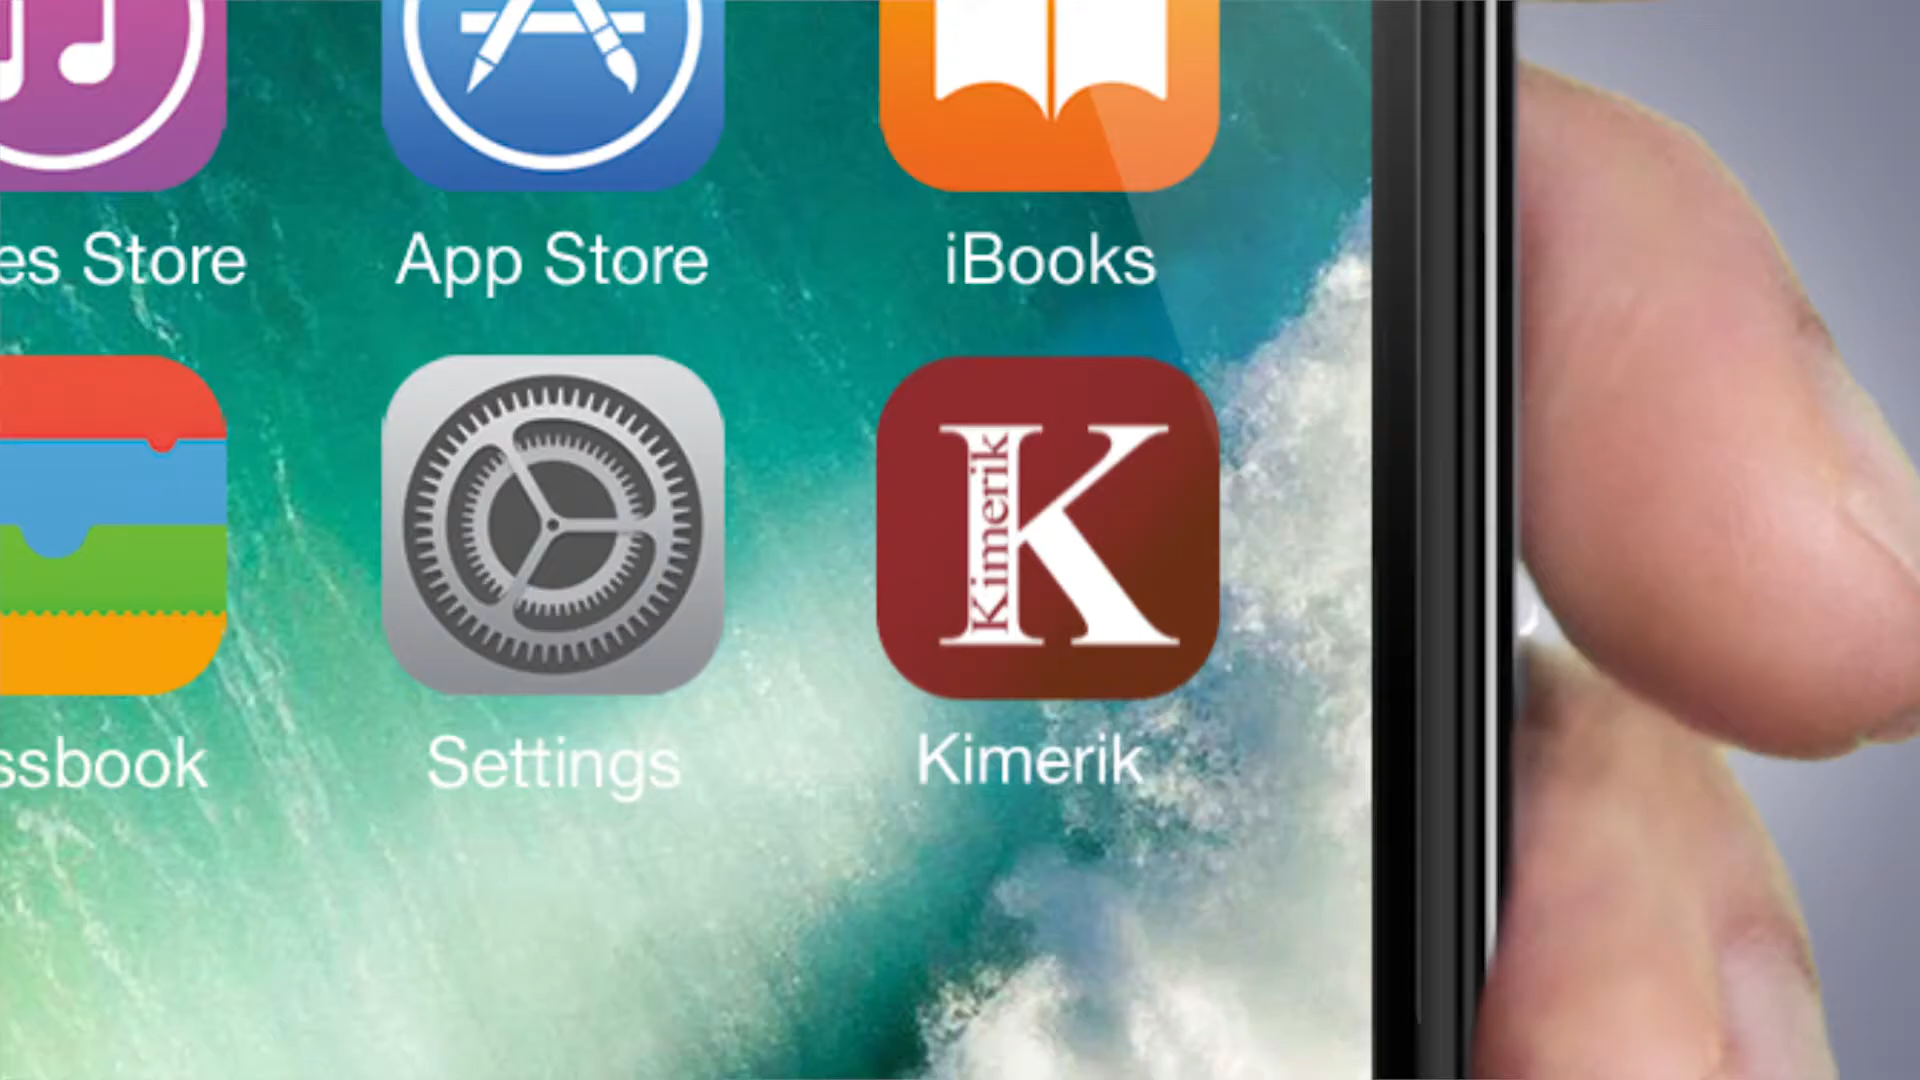 es Store
App Store
iBooks
K
Kimerik
ssbook
Settings
Kimerik